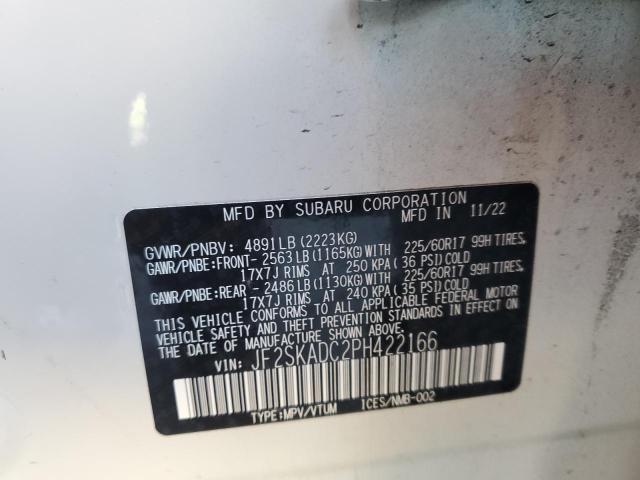 MFD BY SUBARU CORPORATION
MFD IN 11/22
GVWR/PNBV: 4891LB(2223KG)
GAWR/PNBE:FRONT- 2563LB(1165KG)WITH 225/60R17 99H TIRES,
17X7J RIMS AT 250 KPA(36 PSI)COLD
GAWR/PNBE:REAR - 2486LB(1130KG)WITH 225/60R17 99H TIRES,
17X7J RIMS AT 240 KPA(35 PSI)COLD
THIS VEHICLE CONFORMS TO ALL APPLICABLE FEDERAL MOTOR
VEHICLE SAFETY AND THEFT PREVENTION STANDARDS IN EFFECT
ON THE DATE OF MANUFACTURE SHOWN ABOVE.
VIN: JF2SKADC2PH422166
TYPE:MPV/VTUM ICES/NMB-002